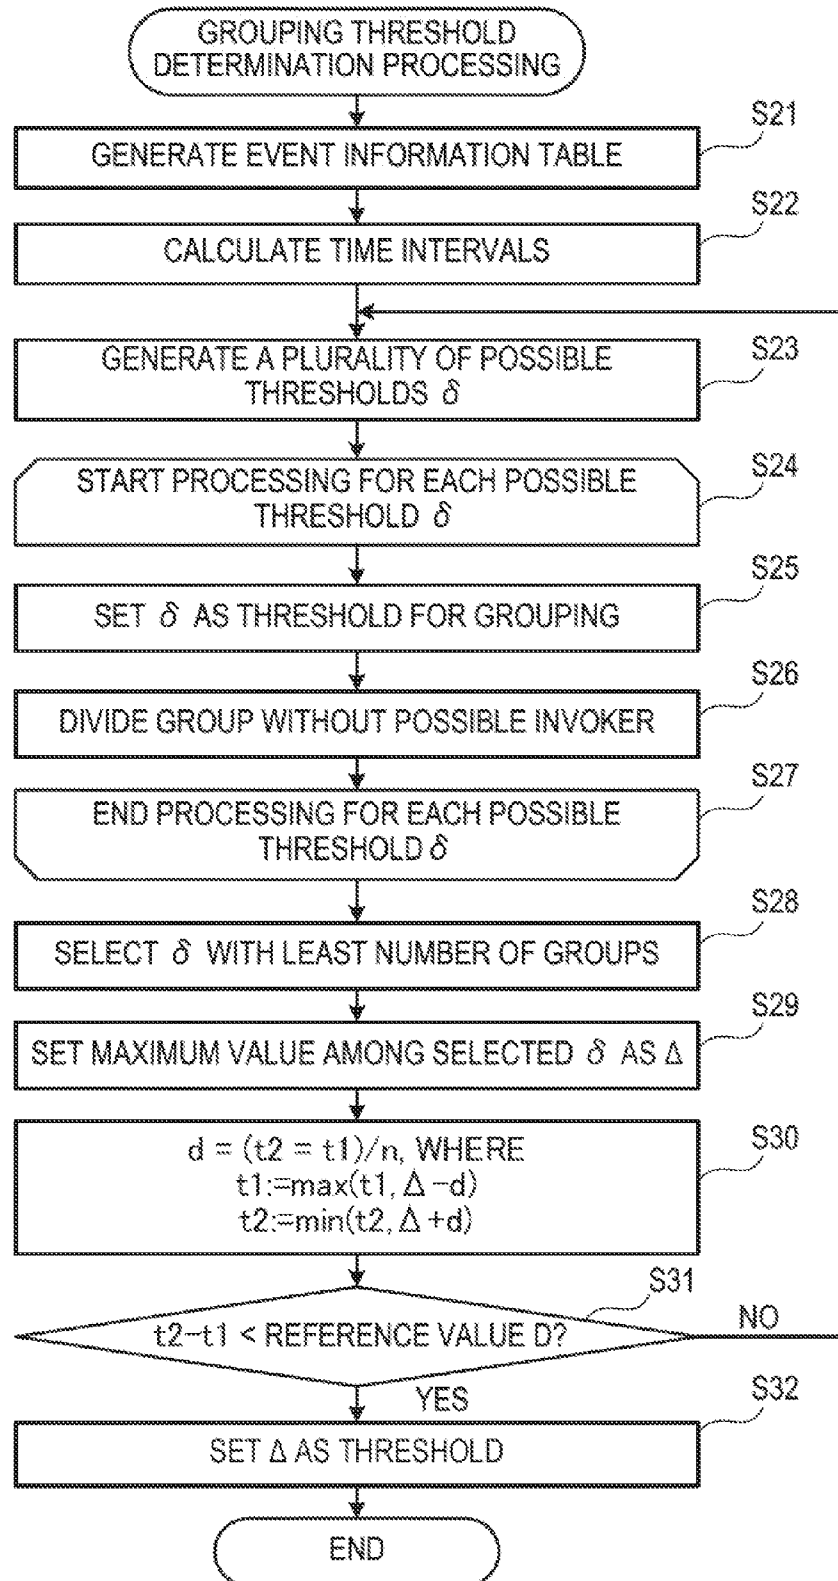 GROUPING THRESHOLD
DETERMINATION PROCESSING
S21
GENERATE EVENT INFORMATION TABLE
S22
CALCULATE TIME INTERVALS
S23
GENERATE A PLURALITY OF POSSIBLE
THRESHOLDS δ
S24
START PROCESSING FOR EACH POSSIBLE
THRESHOLD δ
S25
SET δ AS THRESHOLD FOR GROUPING
S26
DIVIDE GROUP WITHOUT POSSIBLE INVOKER
S27
END PROCESSING FOR EACH POSSIBLE
THRESHOLD δ
S28
SELECT δ WITH LEAST NUMBER OF GROUPS
S29
SET MAXIMUM VALUE AMONG SELECTED δ AS Δ
S30
d = (t2 = t1)/n, WHERE
t1:=max(t1, Δ-d)
t2:=min(t2, Δ+d)
S31
t2-t1 < REFERENCE VALUE D?
NO
YES
S32
SET Δ AS THRESHOLD
END